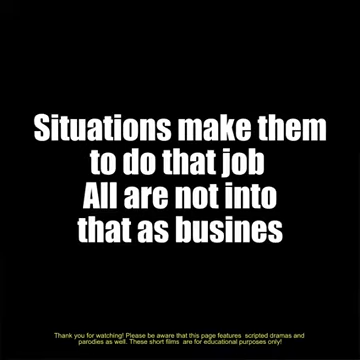 Situations make them
to do that job
All are not into
that as busines
Thank you for watching! Please be aware that this page features scripted dramas and
parodies as well. These short films are for educational purposes only!